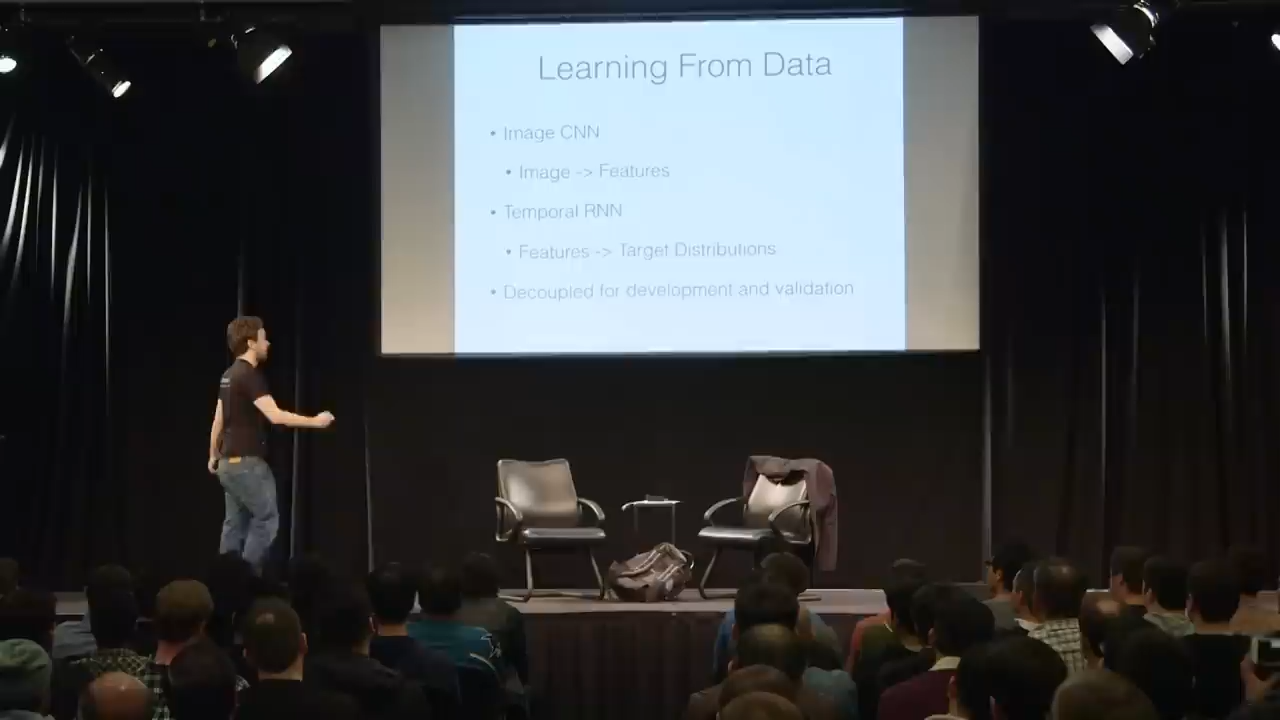 Learning From Data
• Image CNN
• Image -> Features
• Temporal RNN
• Features -> Target Distributions
• Decoupled for development and validation